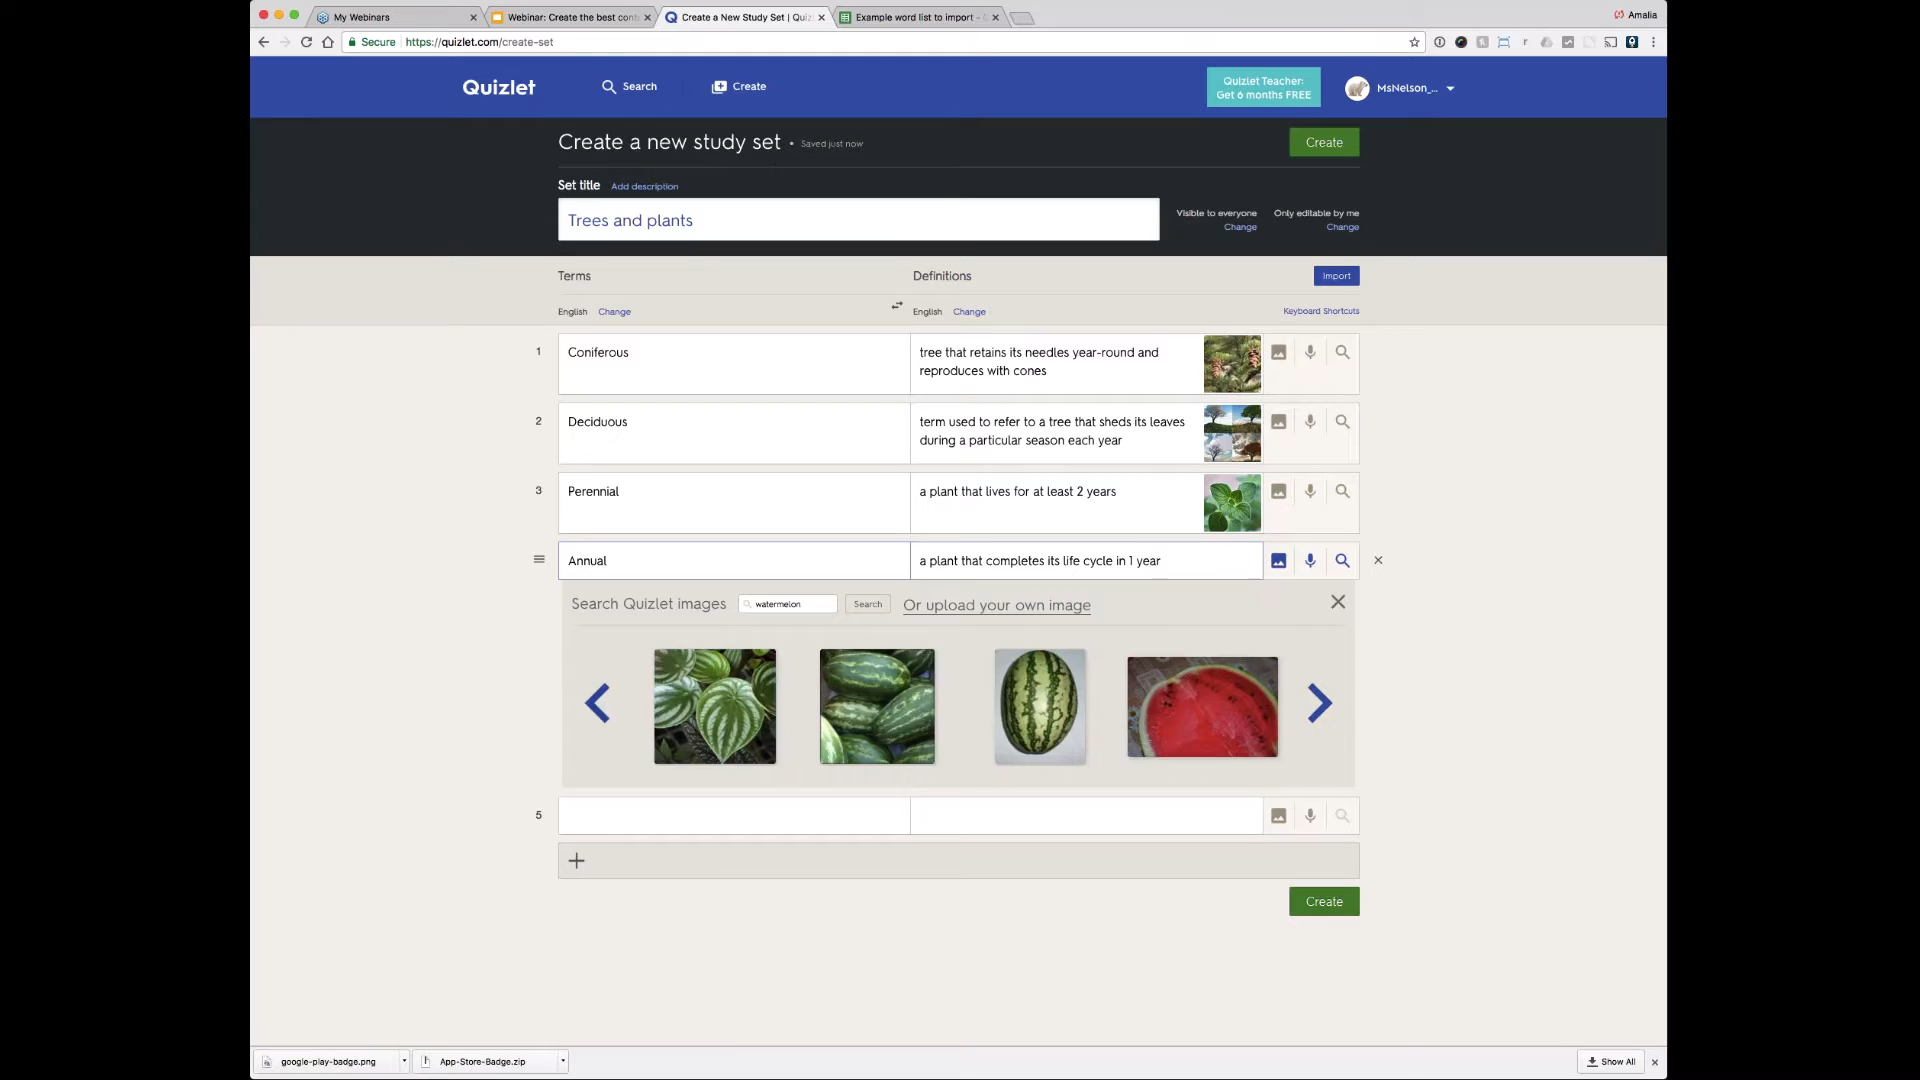 My Webinars
Webinar: Create the best cont
Create a New Study Set | Quiz
Example word list to import -
Amalia
Secure
https://quizlet.com/create-set
Quizlet
Search
Create
Quizlet Teacher:
Get 6 months FREE
MsNelson_...
Create a new study set • Saved just now
Create
Set title
Add description
Trees and plants
Visible to everyone
Change
Only editable by me
Change
Terms
Definitions
Import
English Change
English Change
Keyboard Shortcuts
1
Coniferous
tree that retains its needles year-round and
reproduces with cones
2
Deciduous
term used to refer to a tree that sheds its leaves
during a particular season each year
3
Perennial
a plant that lives for at least 2 years
Annual
a plant that completes its life cycle in 1 year
Search Quizlet images
watermelon
Search
Or upload your own image
5
Create
google-play-badge.png
App-Store-Badge.zip
Show All